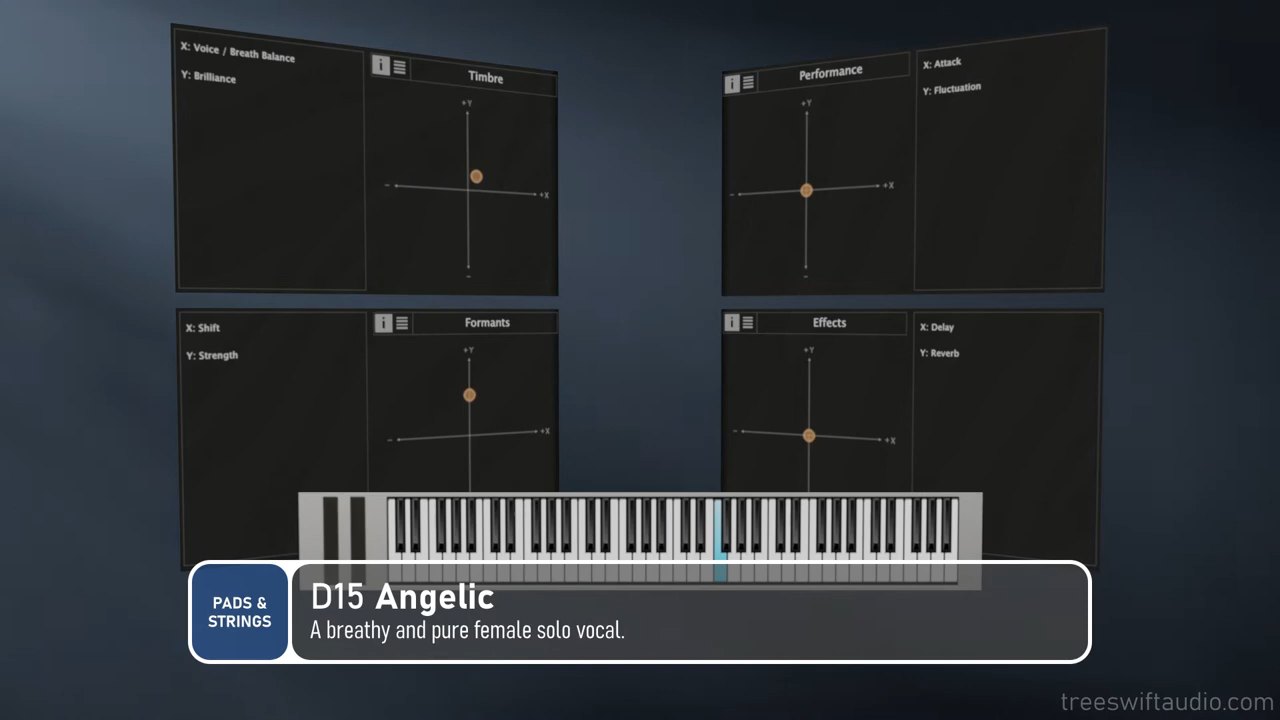 X: Voice / Breath Balance
Y: Brilliance
i
Timbre
+Y
-
+X
-
i
Performance
+Y
-
+X
-
X: Attack
Y: Fluctuation
X: Shift
Y: Strength
i
Formants
+Y
-
+X
i
Effects
+Y
-
+X
X: Delay
Y: Reverb
PADS &
STRINGS
D15 Angelic
A breathy and pure female solo vocal.
treeswiftaudio.com